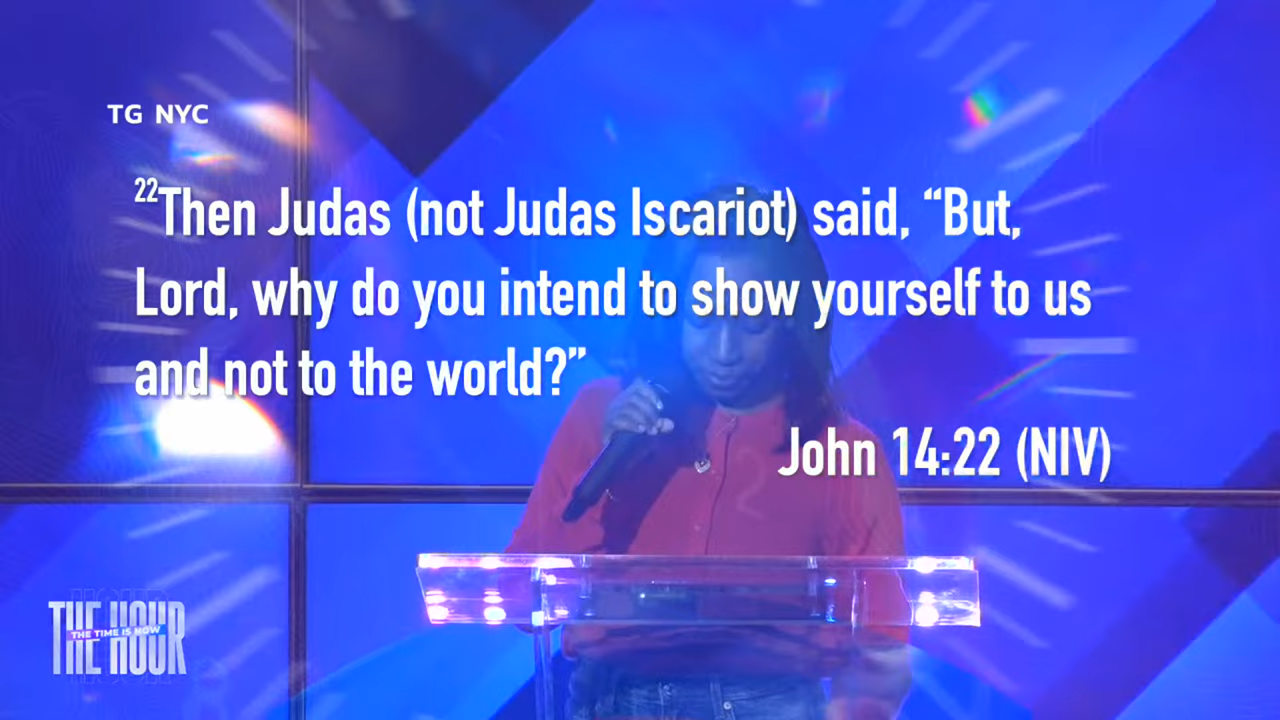 TG NYC
²²Then Judas (not Judas Iscariot) said, “But,
Lord, why do you intend to show yourself to us
and not to the world?”
John 14:22 (NIV)
THE HOUR
THE TIME IS NOW